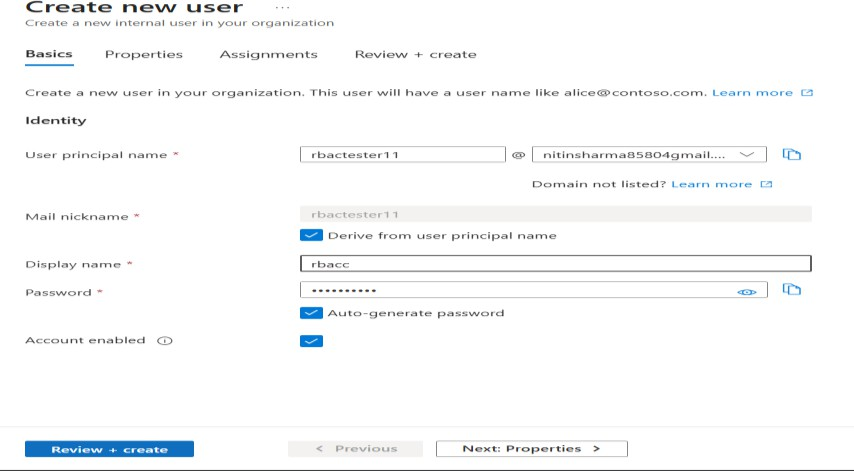 Create new user ...
Create a new internal user in your organization
Basics Properties Assignments Review + create
Create a new user in your organization. This user will have a user name like alice@contoso.com. Learn more
Identity
User principal name * rbactester11 @ nitinsharma85804gmail....
Domain not listed? Learn more
Mail nickname * rbactester11
Derive from user principal name
Display name * rbacc
Password * ••••••••••
Auto-generate password
Account enabled
Review + create < Previous Next: Properties >